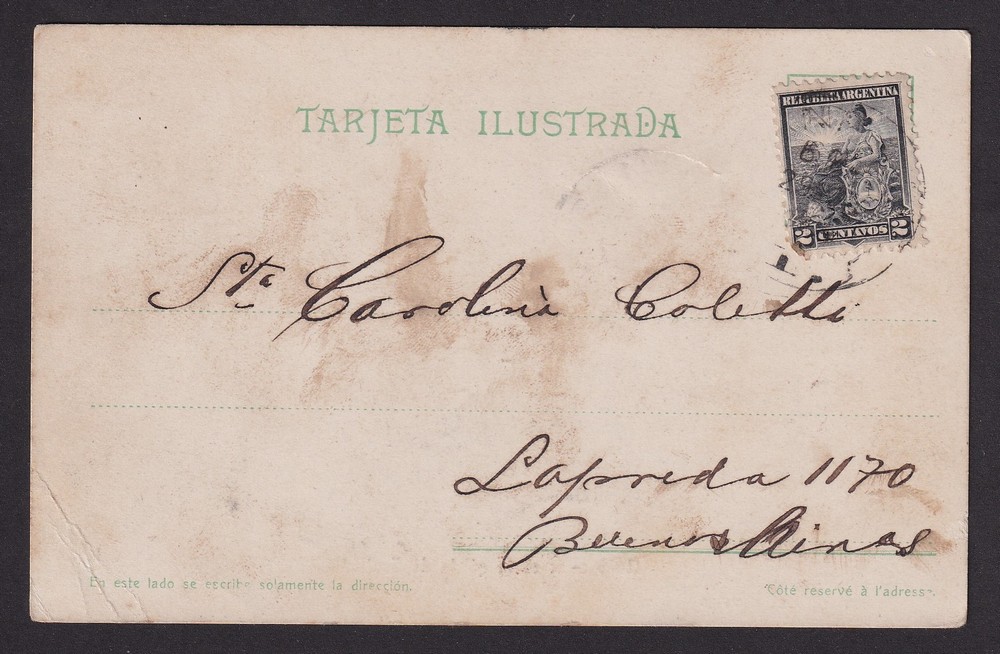 TARJETA ILUSTRADA
REPUBLICA ARGENTINA
2 CENTAVOS 2
Sta Carolina Coletti
Lapreda 1170
Buenos Aires
En este lado se escribe solamente la dirección.
Côté reservé à l'adresse.